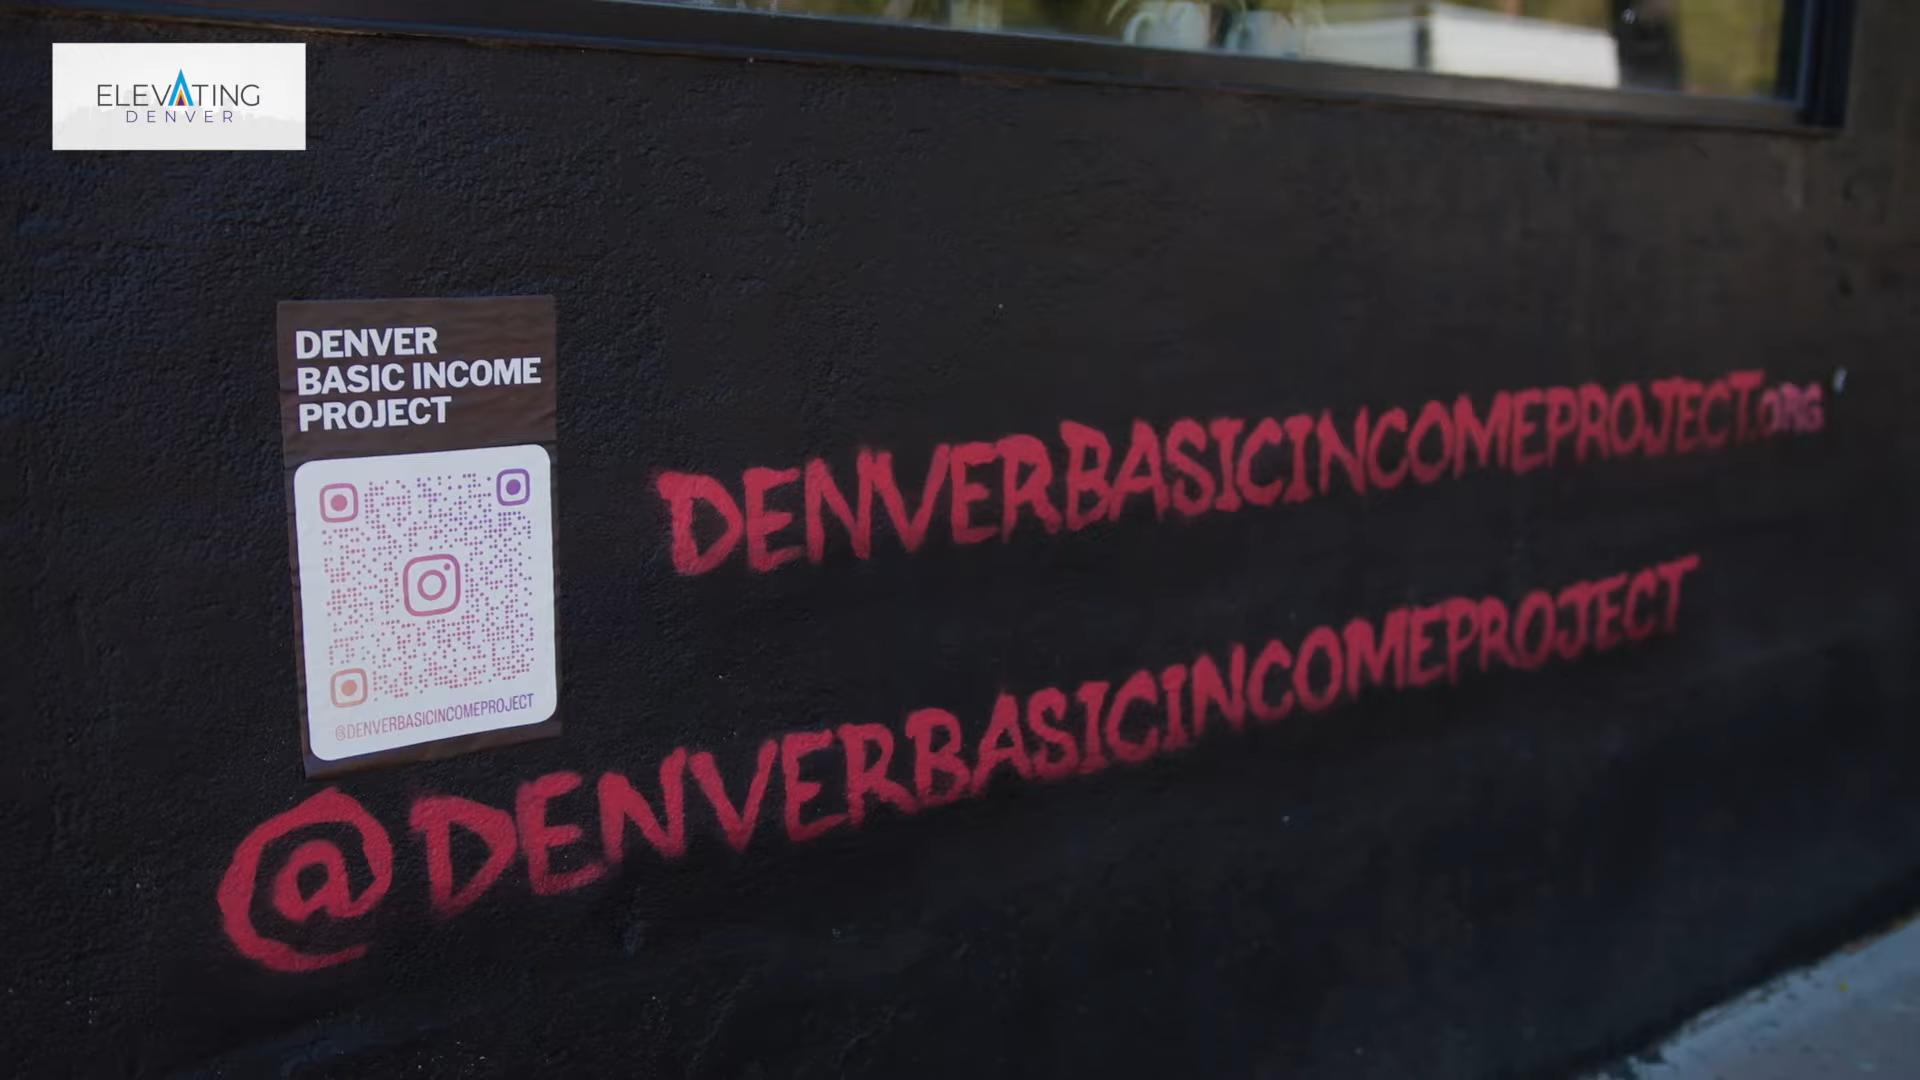 ELEVATING
DENVER
DENVER
BASIC INCOME
PROJECT
@DENVERBASICINCOMEPROJECT
DENVERBASICINCOMEPROJECT.ORG
@DENVERBASICINCOMEPROJECT